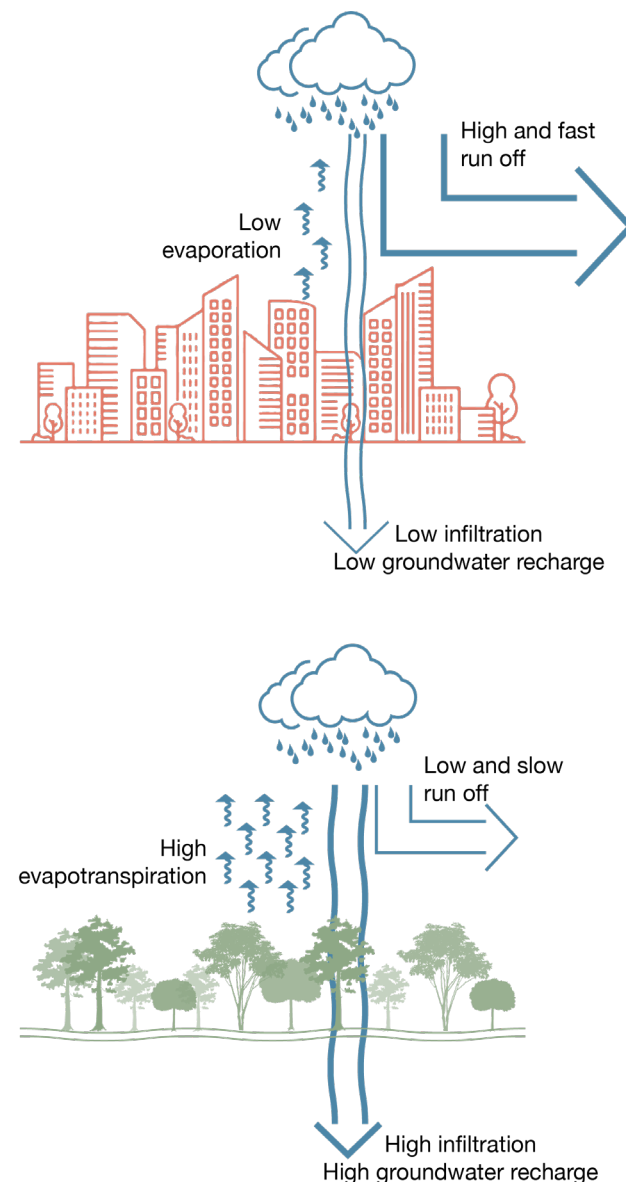 High and fast
run off
Low
evaporation
Low infiltration
Low groundwater recharge
Low and slow
run off
High
evapotranspiration
High infiltration
High groundwater recharge